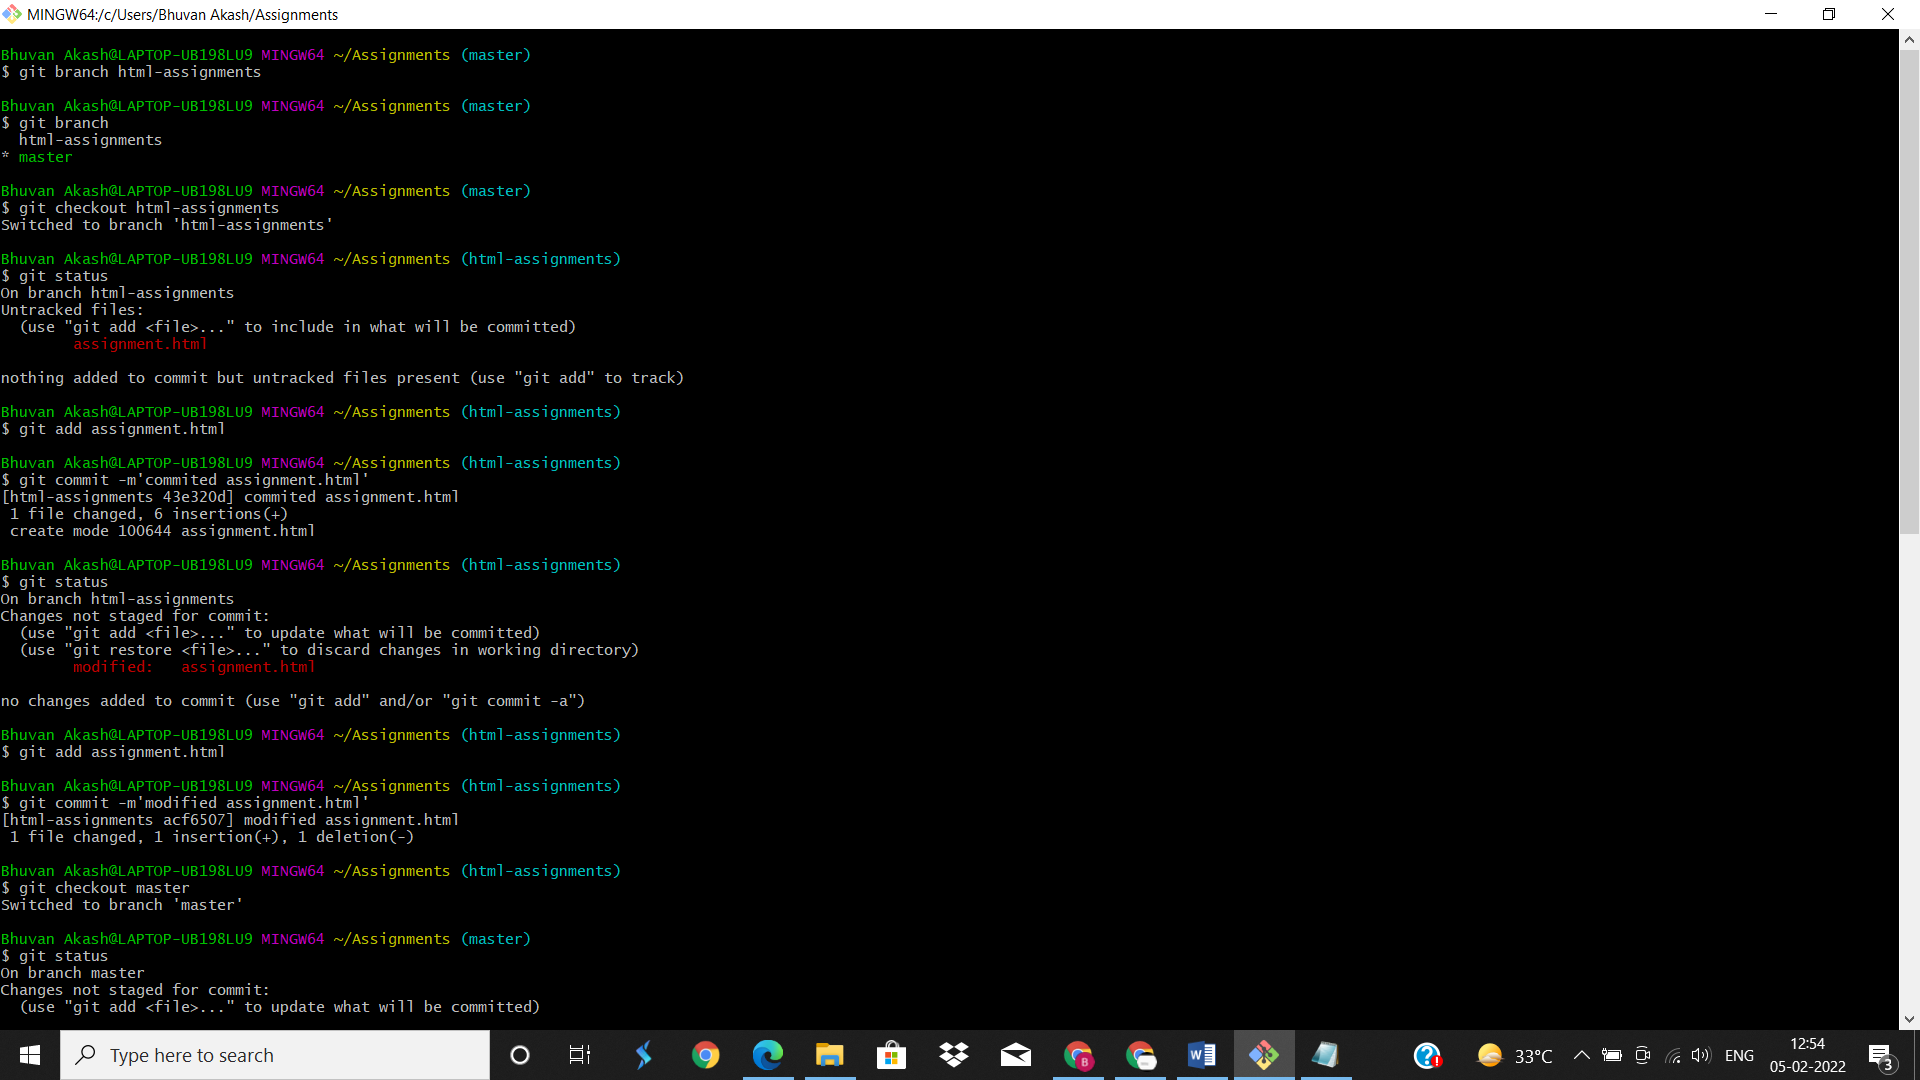 MINGW64:/c/Users/Bhuvan Akash/Assignments
Bhuvan Akash@LAPTOP-UB198LU9 MINGW64 ~/Assignments (master)
$ git branch html-assignments
Bhuvan Akash@LAPTOP-UB198LU9 MINGW64 ~/Assignments (master)
$ git branch
html-assignments
* master
Bhuvan Akash@LAPTOP-UB198LU9 MINGW64 ~/Assignments (master)
$ git checkout html-assignments
Switched to branch 'html-assignments'
Bhuvan Akash@LAPTOP-UB198LU9 MINGW64 ~/Assignments (html-assignments)
$ git status
On branch html-assignments
Untracked files:
(use "git add <file>..." to include in what will be committed)
assignment.html
nothing added to commit but untracked files present (use "git add" to track)
Bhuvan Akash@LAPTOP-UB198LU9 MINGW64 ~/Assignments (html-assignments)
$ git add assignment.html
Bhuvan Akash@LAPTOP-UB198LU9 MINGW64 ~/Assignments (html-assignments)
$ git commit -m'commited assignment.html'
[html-assignments 43e320d] commited assignment.html
1 file changed, 6 insertions(+)
create mode 100644 assignment.html
Bhuvan Akash@LAPTOP-UB198LU9 MINGW64 ~/Assignments (html-assignments)
$ git status
On branch html-assignments
Changes not staged for commit:
(use "git add <file>..." to update what will be committed)
(use "git restore <file>..." to discard changes in working directory)
modified:   assignment.html
no changes added to commit (use "git add" and/or "git commit -a")
Bhuvan Akash@LAPTOP-UB198LU9 MINGW64 ~/Assignments (html-assignments)
$ git add assignment.html
Bhuvan Akash@LAPTOP-UB198LU9 MINGW64 ~/Assignments (html-assignments)
$ git commit -m'modified assignment.html'
[html-assignments acf6507] modified assignment.html
1 file changed, 1 insertion(+), 1 deletion(-)
Bhuvan Akash@LAPTOP-UB198LU9 MINGW64 ~/Assignments (html-assignments)
$ git checkout master
Switched to branch 'master'
Bhuvan Akash@LAPTOP-UB198LU9 MINGW64 ~/Assignments (master)
$ git status
On branch master
Changes not staged for commit:
(use "git add <file>..." to update what will be committed)
Type here to search
33°C
ENG
12:54
05-02-2022
3